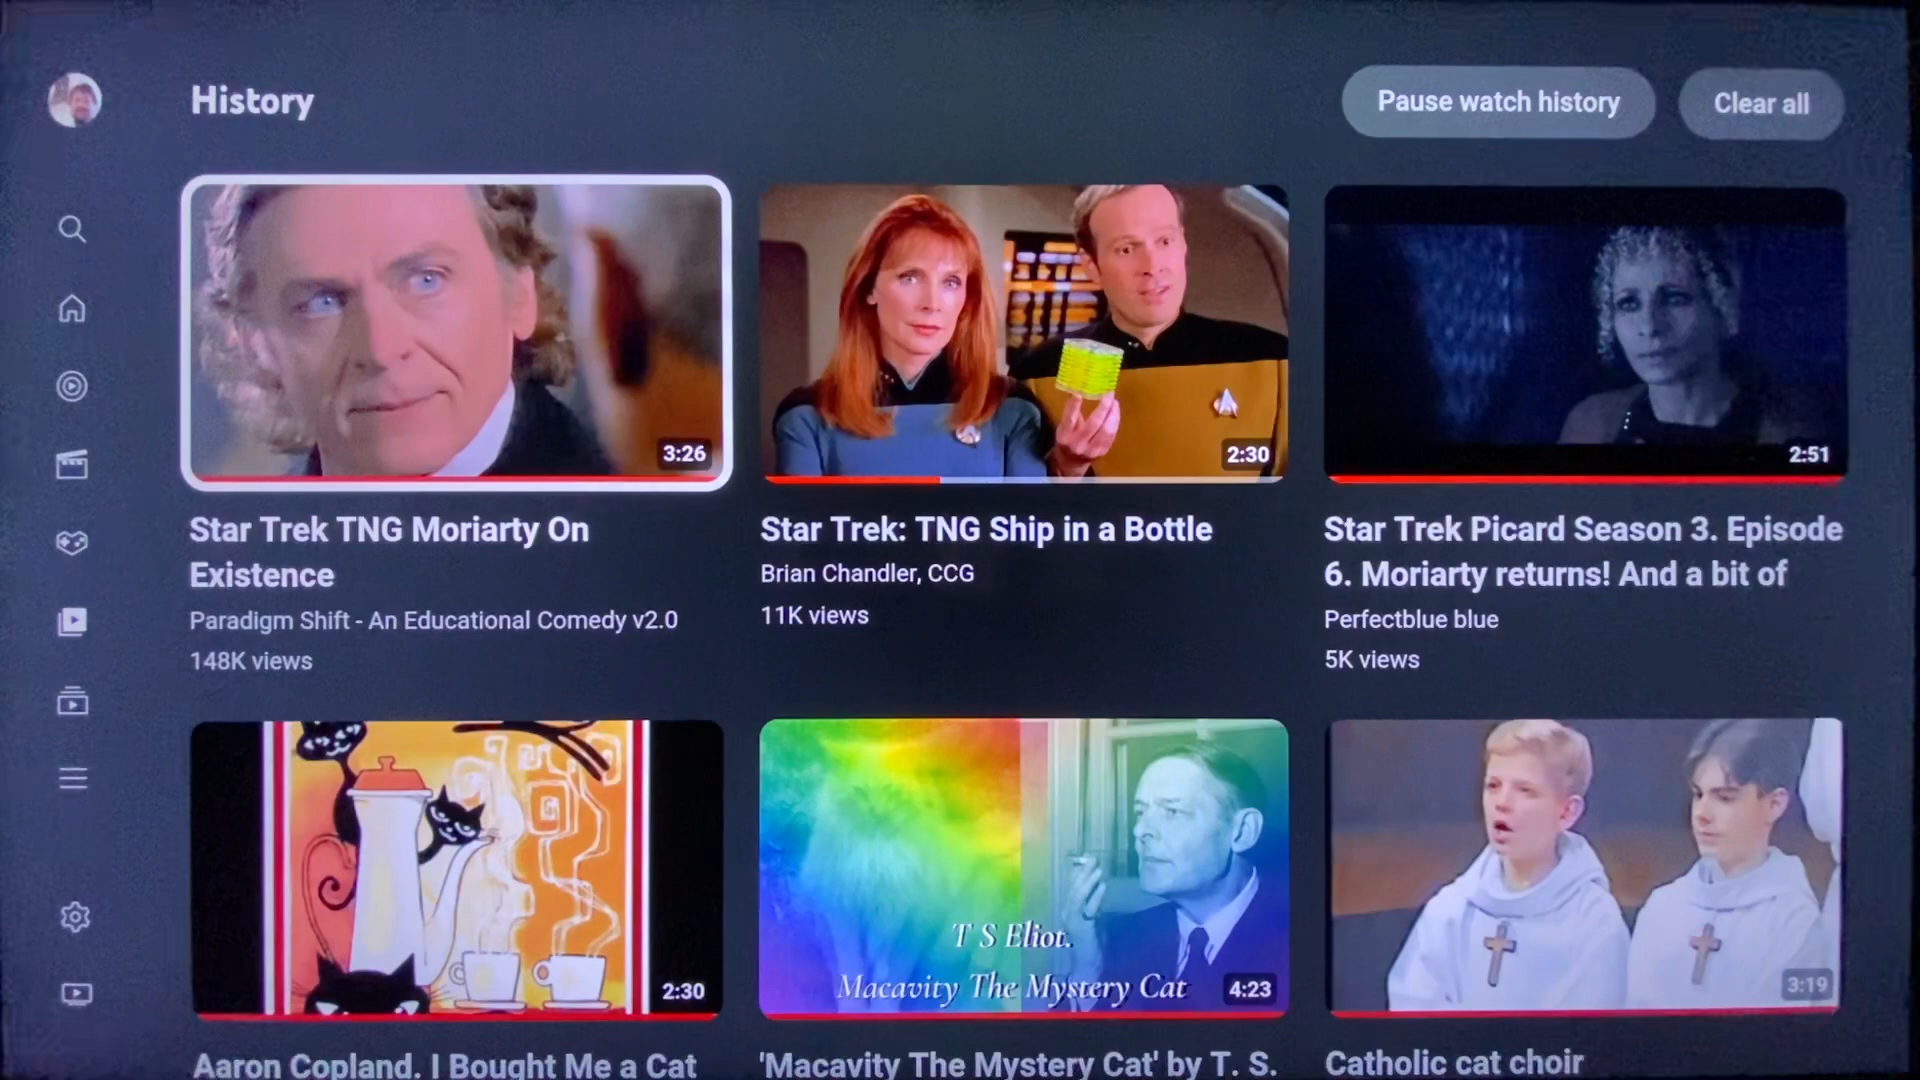 History
Pause watch history
Clear all
3:26
2:30
2:51
Star Trek TNG Moriarty On
Existence
Paradigm Shift - An Educational Comedy v2.0
148K views
Star Trek: TNG Ship in a Bottle
Brian Chandler, CCG
11K views
Star Trek Picard Season 3. Episode
6. Moriarty returns! And a bit of
Perfectblue blue
5K views
2:30
T S Eliot.
Macavity The Mystery Cat
4:23
3:19
Aaron Copland. I Bought Me a Cat
'Macavity The Mystery Cat' by T. S.
Catholic cat choir